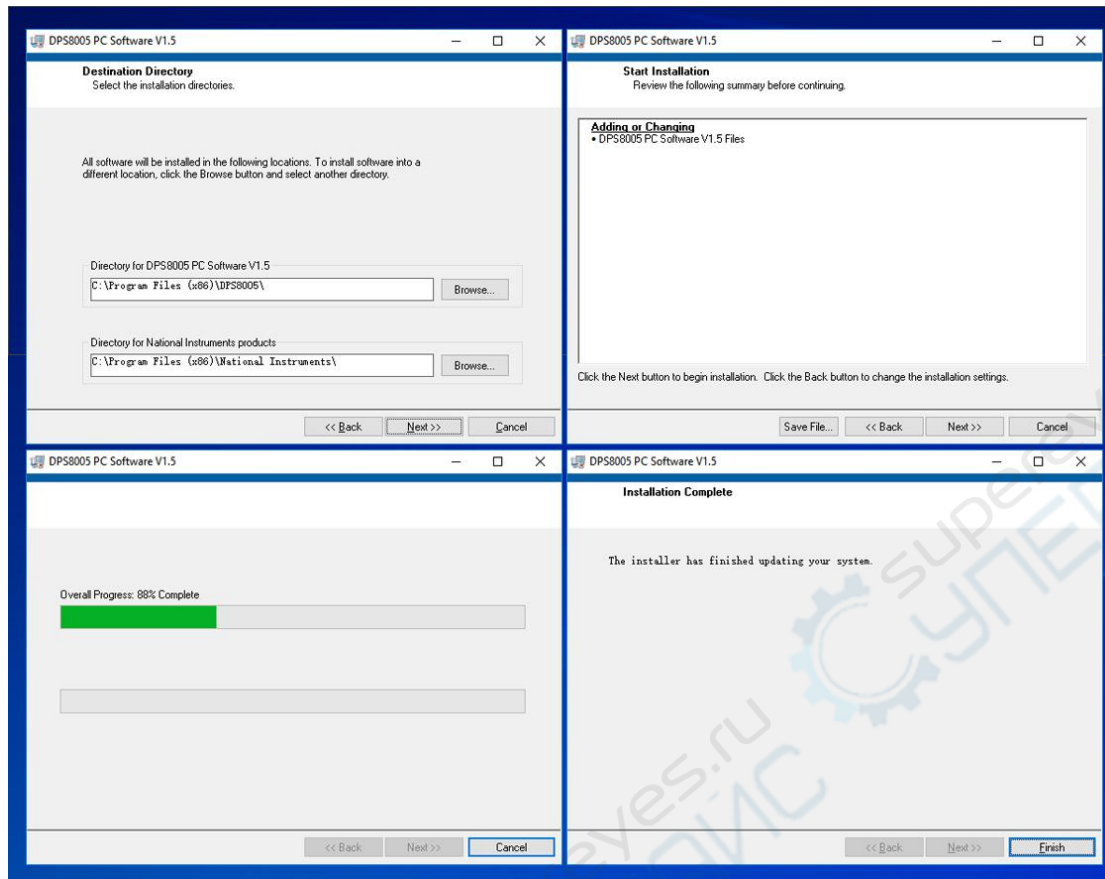 DPS8005 PC Software V1.5
Destination Directory
Select the installation directories.
All software will be installed in the following locations. To install software into a
different location, click the Browse button and select another directory.
Directory for DPS8005 PC Software V1.5
C:\Program Files (x86)\DPS8005\
Browse...
Directory for National Instruments products
C:\Program Files (x86)\National Instruments\
Browse...
<< Back
Next >>
Cancel
DPS8005 PC Software V1.5
Start Installation
Review the following summary before continuing.
Adding or Changing
• DPS8005 PC Software V1.5 Files
Click the Next button to begin installation. Click the Back button to change the installation settings.
Save File...
<< Back
Next >>
Cancel
DPS8005 PC Software V1.5
Overall Progress: 88% Complete
<< Back
Next >>
Cancel
DPS8005 PC Software V1.5
Installation Complete
The installer has finished updating your system.
<< Back
Next >>
Finish